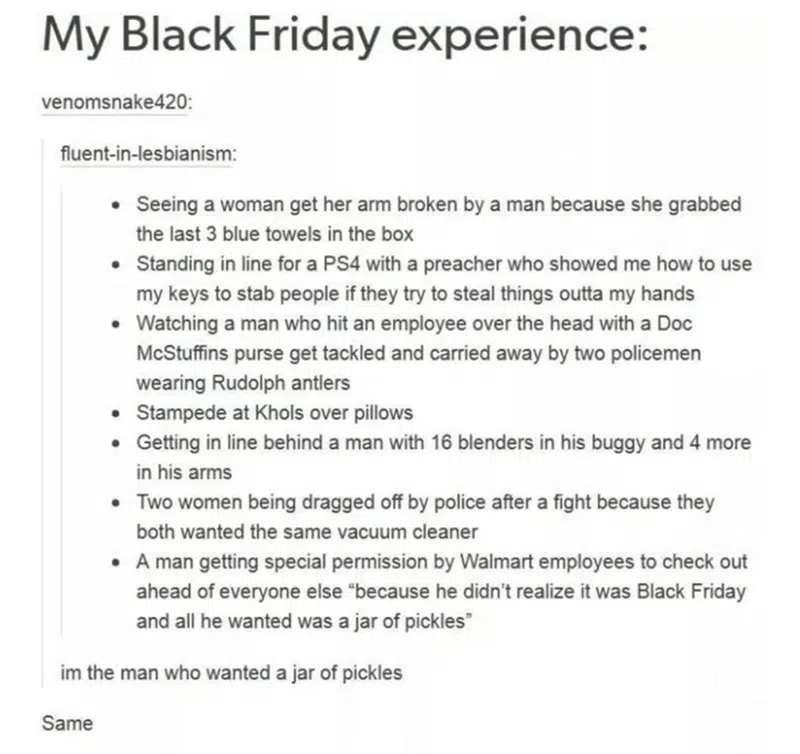 My Black Friday experience:
venomsnake420:
fluent-in-lesbianism:
• Seeing a woman get her arm broken by a man because she grabbed
the last 3 blue towels in the box
• Standing in line for a PS4 with a preacher who showed me how to use
my keys to stab people if they try to steal things outta my hands
• Watching a man who hit an employee over the head with a Doc
McStuffins purse get tackled and carried away by two policemen
wearing Rudolph antlers
• Stampede at Khols over pillows
• Getting in line behind a man with 16 blenders in his buggy and 4 more
in his arms
• Two women being dragged off by police after a fight because they
both wanted the same vacuum cleaner
• A man getting special permission by Walmart employees to check out
ahead of everyone else “because he didn’t realize it was Black Friday
and all he wanted was a jar of pickles”
im the man who wanted a jar of pickles
Same